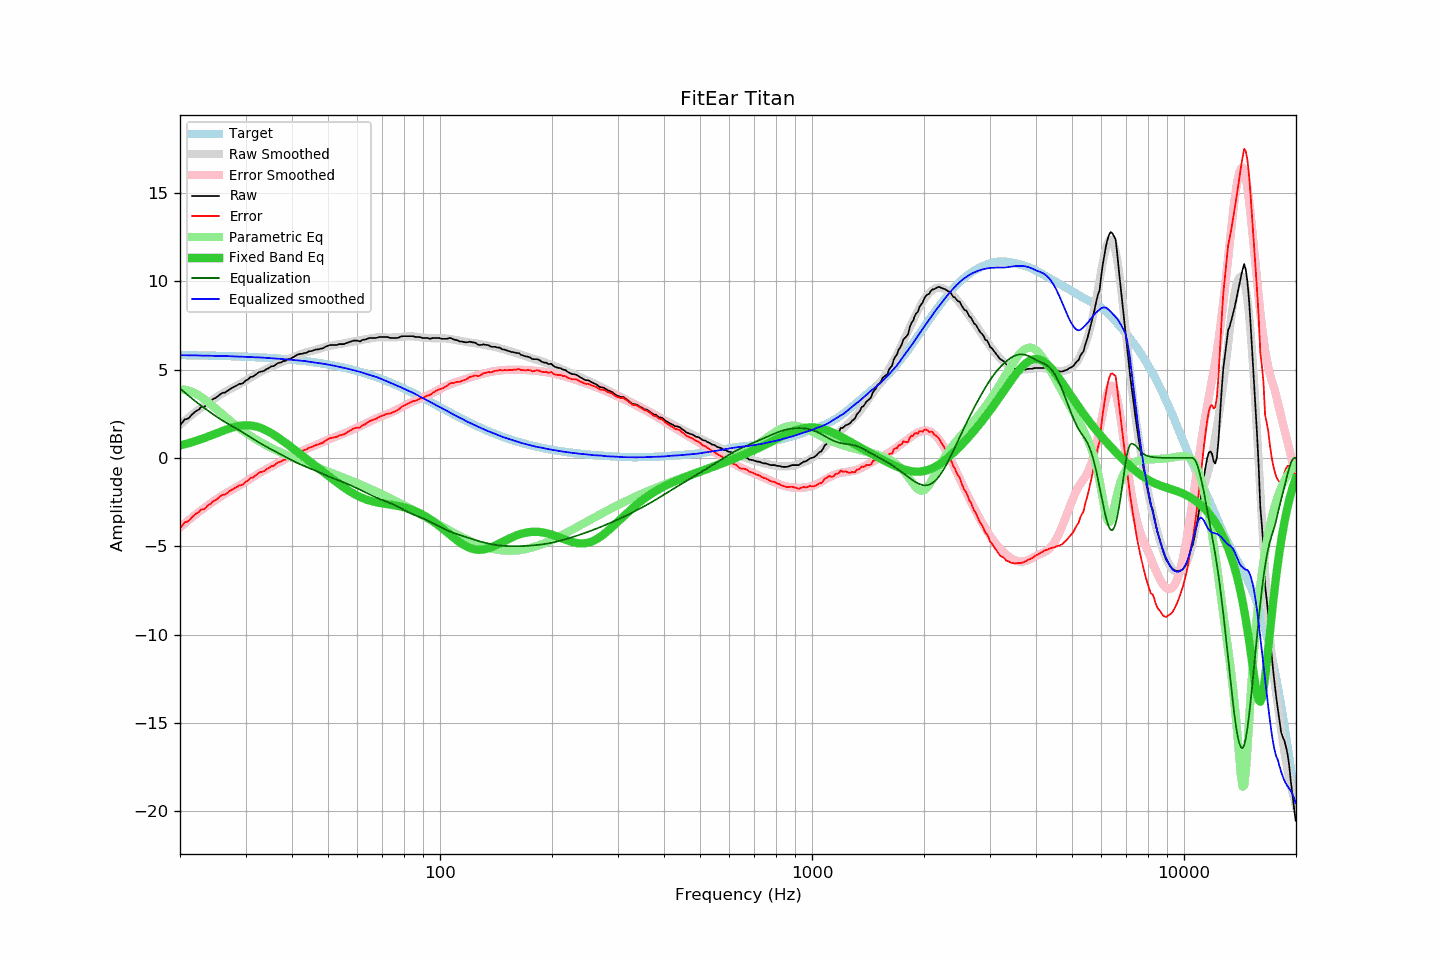 FitEar Titan
Target
Raw Smoothed
Error Smoothed
Raw
Error
Parametric Eq
Fixed Band Eq
Equalization
Equalized smoothed
15
10
5
0
−5
−10
−15
−20
Amplitude (dBr)
100
1000
10000
Frequency (Hz)